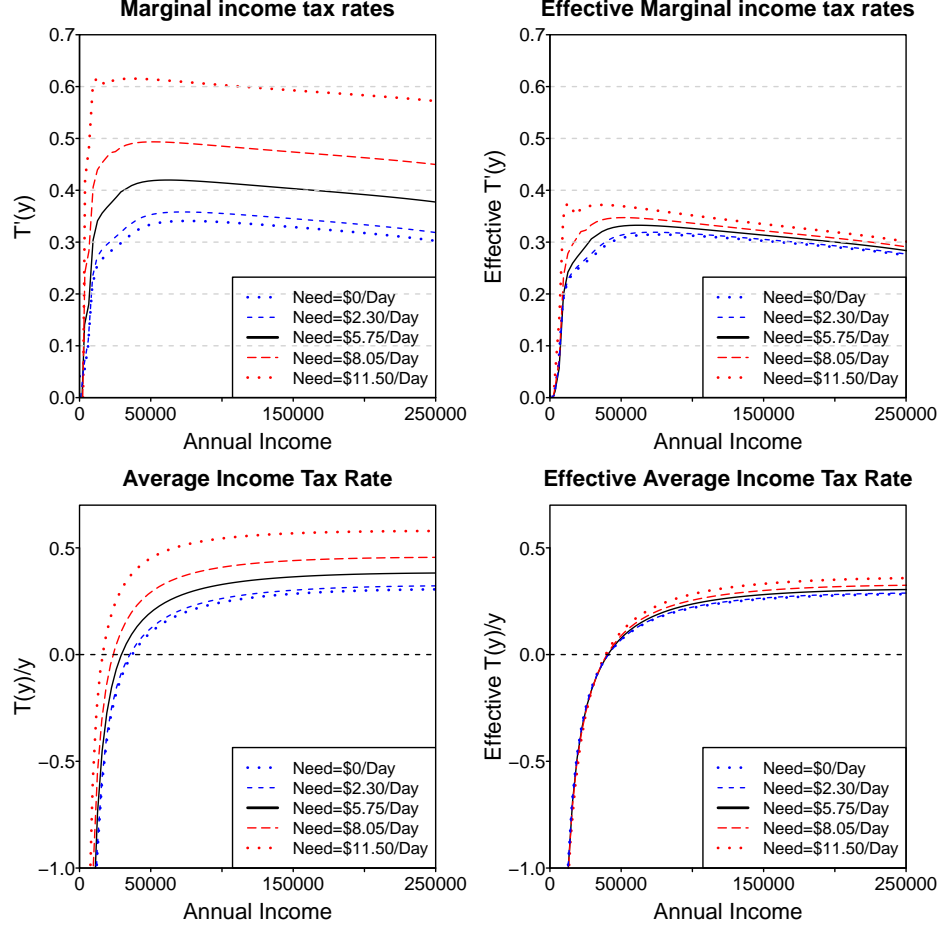 Marginal income tax rates
T'(y)
0.7
0.6
0.5
0.4
0.3
0.2
0.1
0.0
Need=$0/Day
Need=$2.30/Day
Need=$5.75/Day
Need=$8.05/Day
Need=$11.50/Day
0 50000 150000 250000
Annual Income
Effective Marginal income tax rates
Effective T'(y)
0.7
0.6
0.5
0.4
0.3
0.2
0.1
0.0
Need=$0/Day
Need=$2.30/Day
Need=$5.75/Day
Need=$8.05/Day
Need=$11.50/Day
0 50000 150000 250000
Annual Income
Average Income Tax Rate
T(y)/y
0.5
0.0
−0.5
−1.0
Need=$0/Day
Need=$2.30/Day
Need=$5.75/Day
Need=$8.05/Day
Need=$11.50/Day
0 50000 150000 250000
Annual Income
Effective Average Income Tax Rate
Effective T(y)/y
0.5
0.0
−0.5
−1.0
Need=$0/Day
Need=$2.30/Day
Need=$5.75/Day
Need=$8.05/Day
Need=$11.50/Day
0 50000 150000 250000
Annual Income